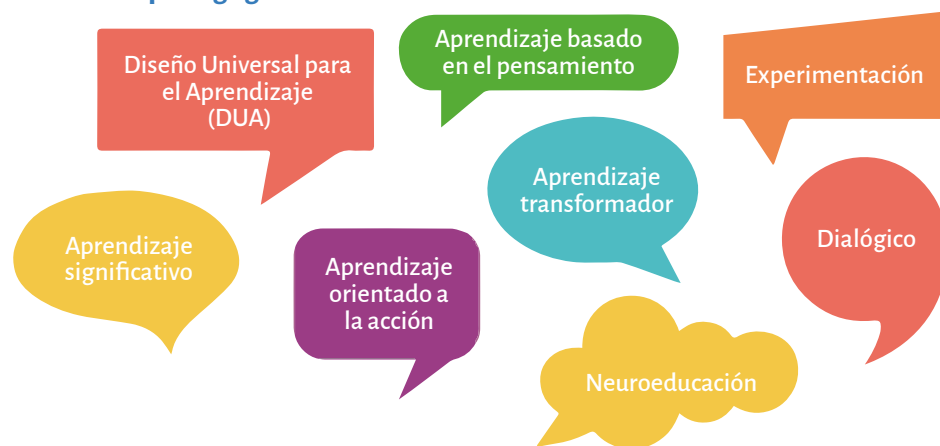 Diseño Universal para
el Aprendizaje
(DUA)
Aprendizaje basado
en el pensamiento
Experimentación
Aprendizaje
transformador
Dialógico
Aprendizaje
significativo
Aprendizaje
orientado a
la acción
Neuroeducación